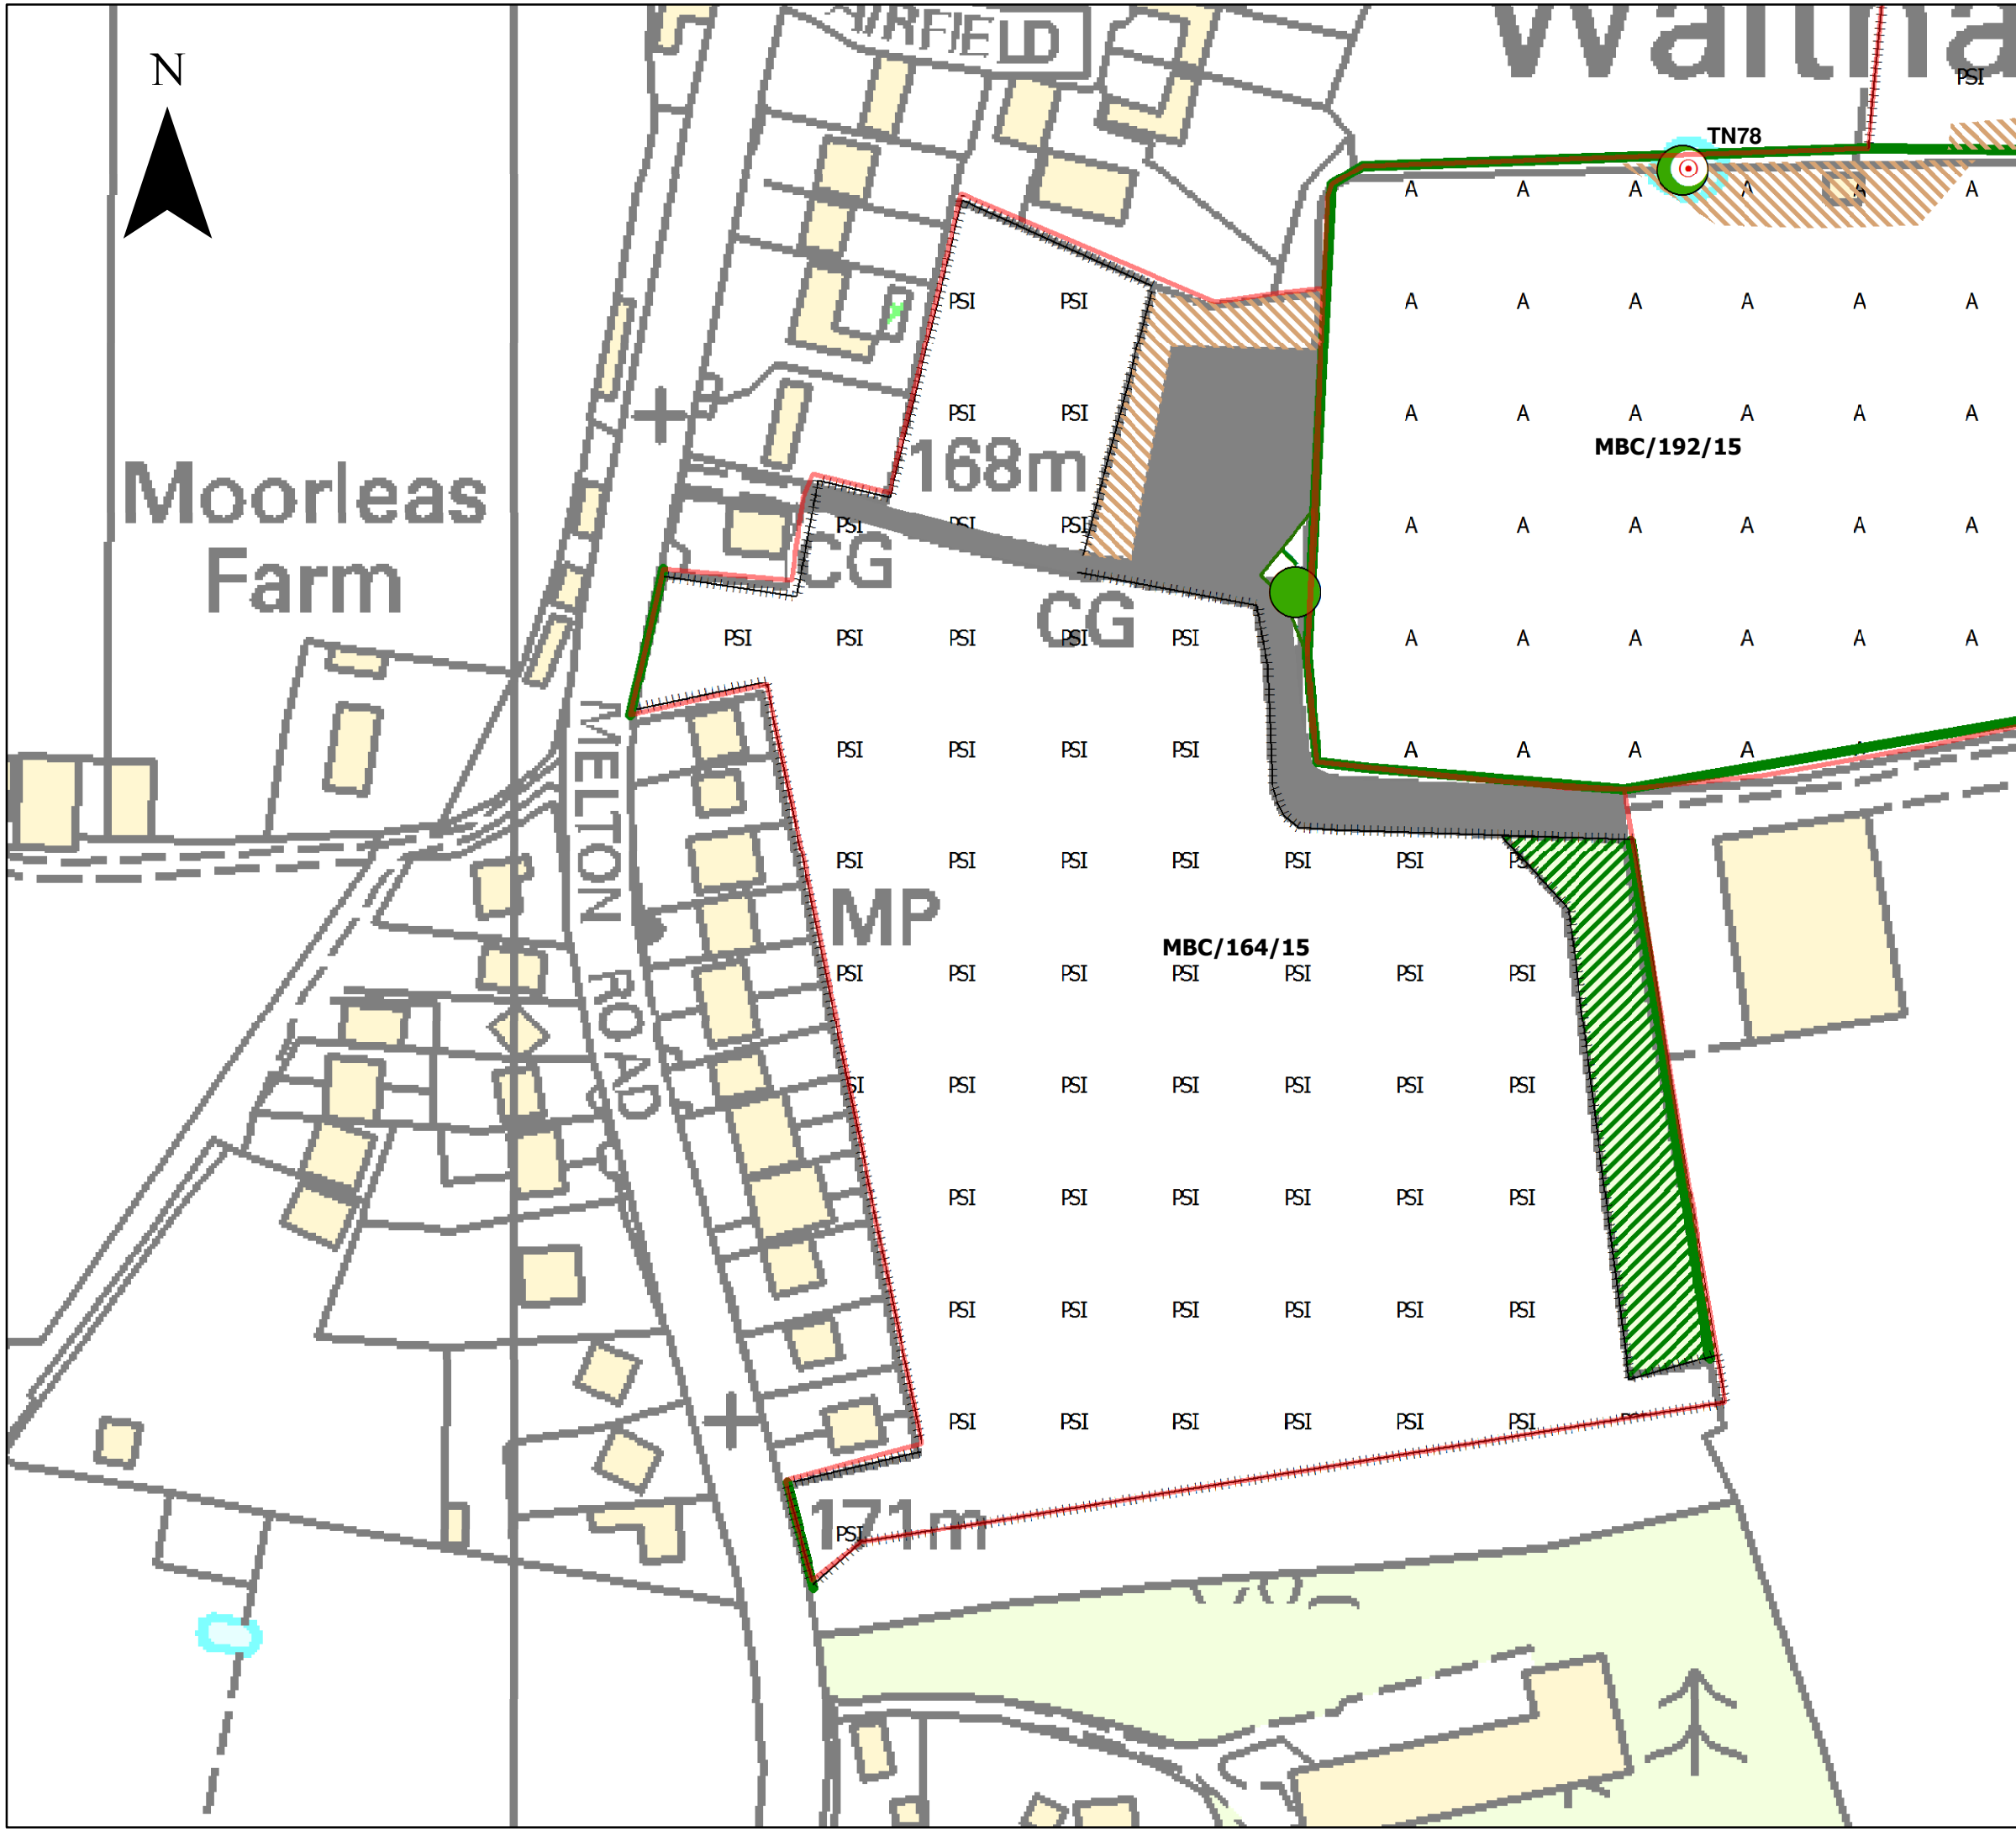 AIRFIELD
Waltha
N
PSI
TN78
A A A A A A
PSI PSI A A A A A A
PSI PSI A A A A A A
MBC/192/15
168m
Moorleas
Farm
PSI PSI PSI A A A A A A
CG
CG
PSI PSI PSI PSI PSI A A A A A A
MELTON ROAD
PSI PSI PSI PSI A A A A
PSI PSI PSI PSI PSI PSI
MP
MBC/164/15
PSI PSI PSI PSI PSI PSI PSI
SI PSI PSI PSI PSI PSI PSI
PSI PSI PSI PSI PSI PSI
PSI PSI PSI PSI PSI PSI
PSI PSI PSI PSI PSI PSI
171m
PSI